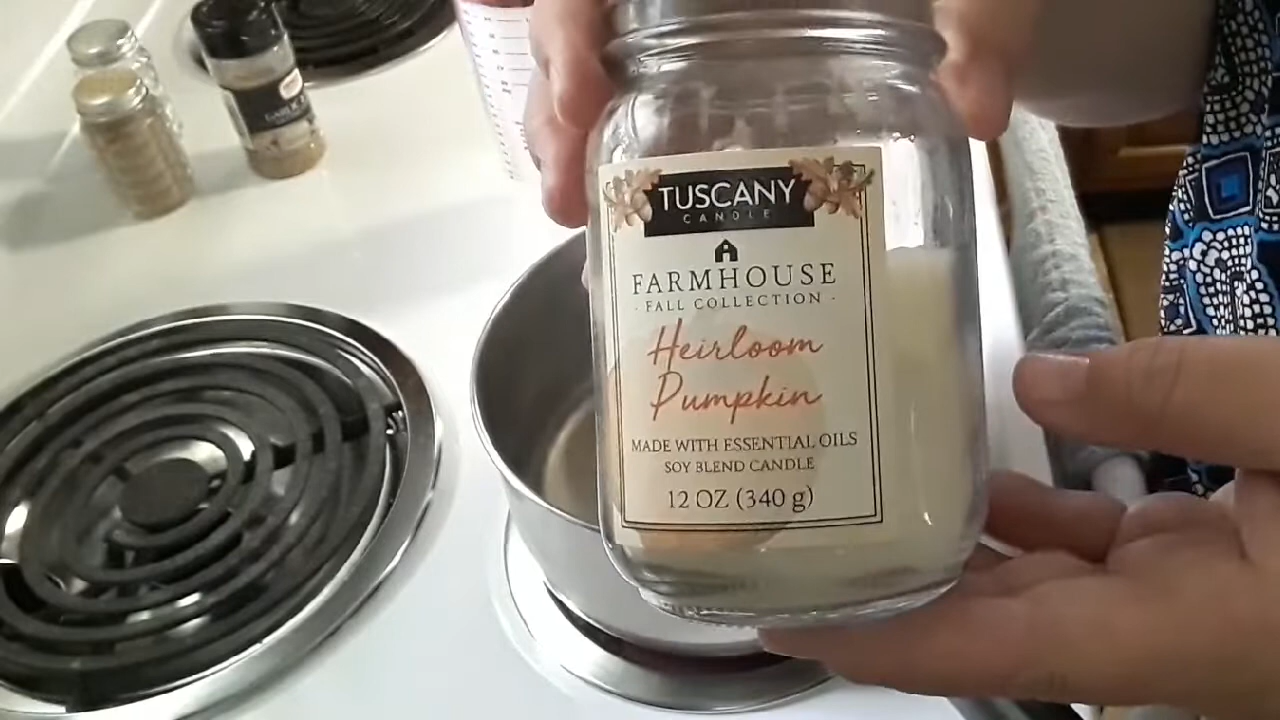 TUSCANY
CANDLE
FARMHOUSE
- FALL COLLECTION -
Heirloom
Pumpkin
MADE WITH ESSENTIAL OILS
SOY BLEND CANDLE
12 OZ (340 g)